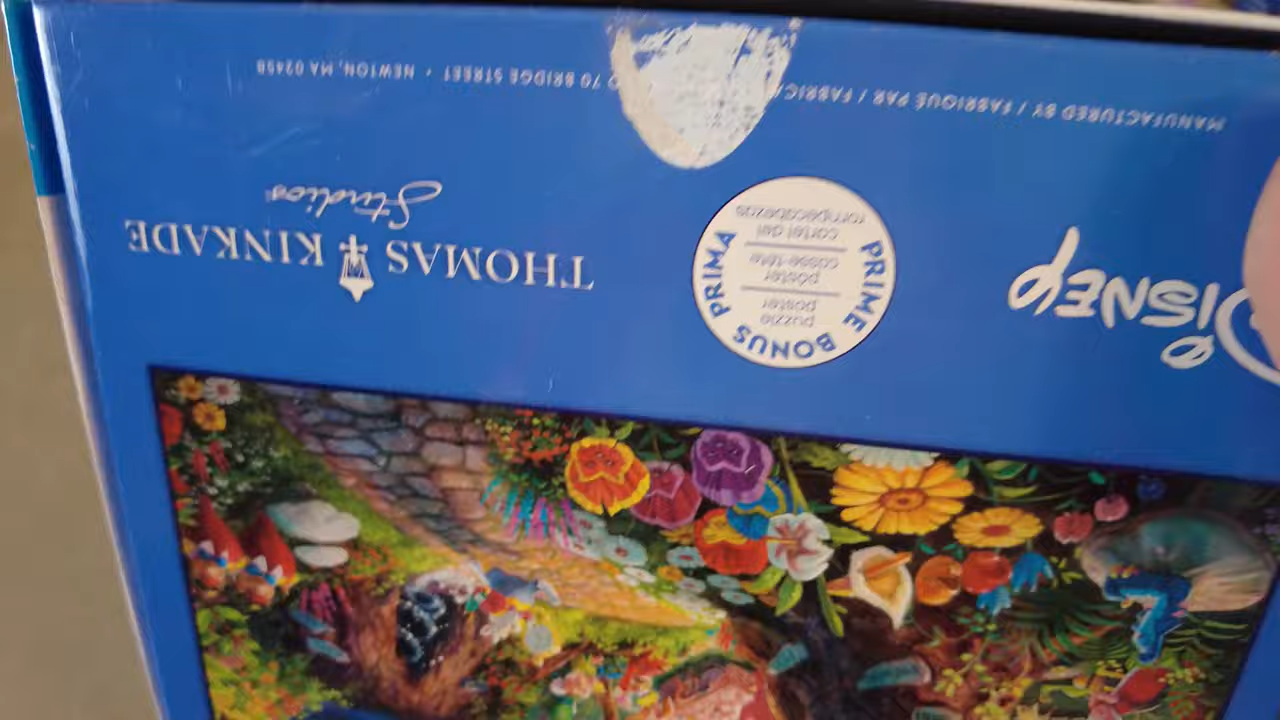 Disney
THOMAS KINKADE
Studios
PRIME BONUS PRIMA
puzzle
poster
póster
casse-tête
cartel del
rompecabezas
MANUFACTURED BY / FABRIQUÉ PAR / 70 BRIDGE STREET • NEWTON, MA 02458